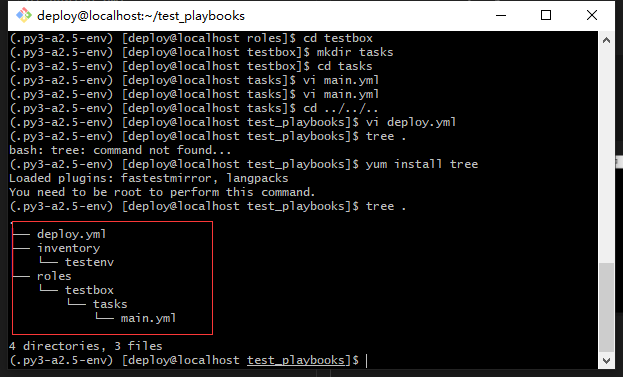 deploy@localhost:~/test_playbooks
(.py3-a2.5-env) [deploy@localhost roles]$ cd testbox
(.py3-a2.5-env) [deploy@localhost testbox]$ mkdir tasks
(.py3-a2.5-env) [deploy@localhost testbox]$ cd tasks
(.py3-a2.5-env) [deploy@localhost tasks]$ vi main.yml
(.py3-a2.5-env) [deploy@localhost tasks]$ vi main.yml
(.py3-a2.5-env) [deploy@localhost tasks]$ cd ../../..
(.py3-a2.5-env) [deploy@localhost test_playbooks]$ vi deploy.yml
(.py3-a2.5-env) [deploy@localhost test_playbooks]$ tree .
bash: tree: command not found...
(.py3-a2.5-env) [deploy@localhost test_playbooks]$ yum install tree
Loaded plugins: fastestmirror, langpacks
You need to be root to perform this command.
(.py3-a2.5-env) [deploy@localhost test_playbooks]$ tree .
.
├── deploy.yml
├── inventory
│   └── testenv
└── roles
    └── testbox
        └── tasks
            └── main.yml
4 directories, 3 files
(.py3-a2.5-env) [deploy@localhost test_playbooks]$